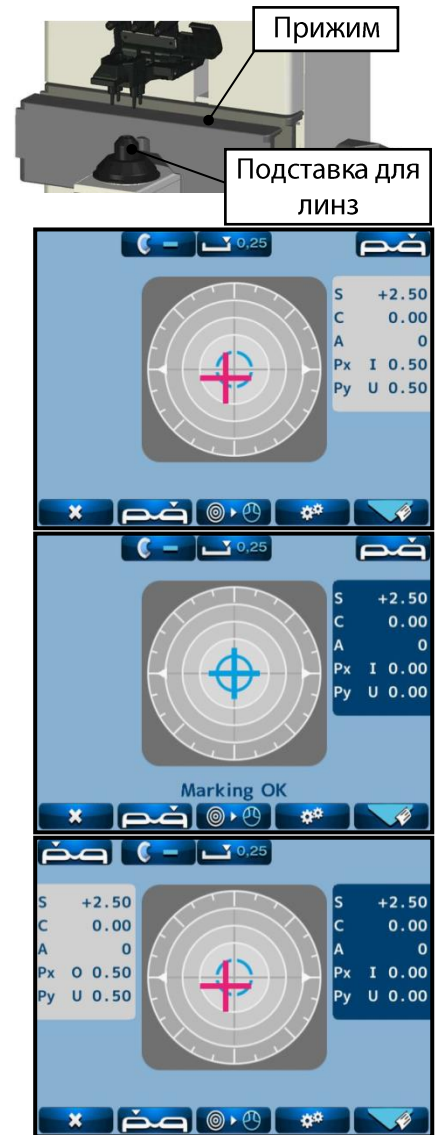 Прижим
Подставка для
линз
0,25
S +2.50
C 0.00
A 0
Px I 0.50
Py U 0.50
0,25
S +2.50
C 0.00
A 0
Px I 0.00
Py U 0.00
Marking OK
0,25
S +2.50
C 0.00
A 0
Px O 0.50
Py U 0.50
S +2.50
C 0.00
A 0
Px I 0.00
Py U 0.00